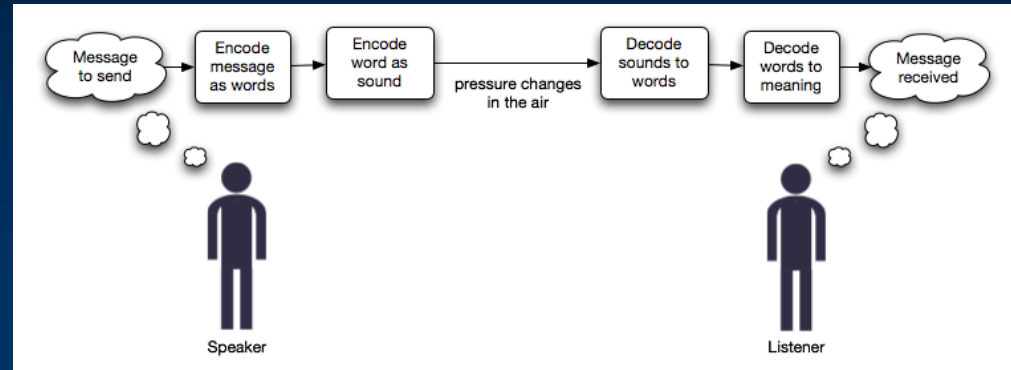 Message
to send
Encode
message
as words
Encode
word as
sound
pressure changes
in the air
Decode
sounds to
words
Decode
words to
meaning
Message
received
Speaker
Listener